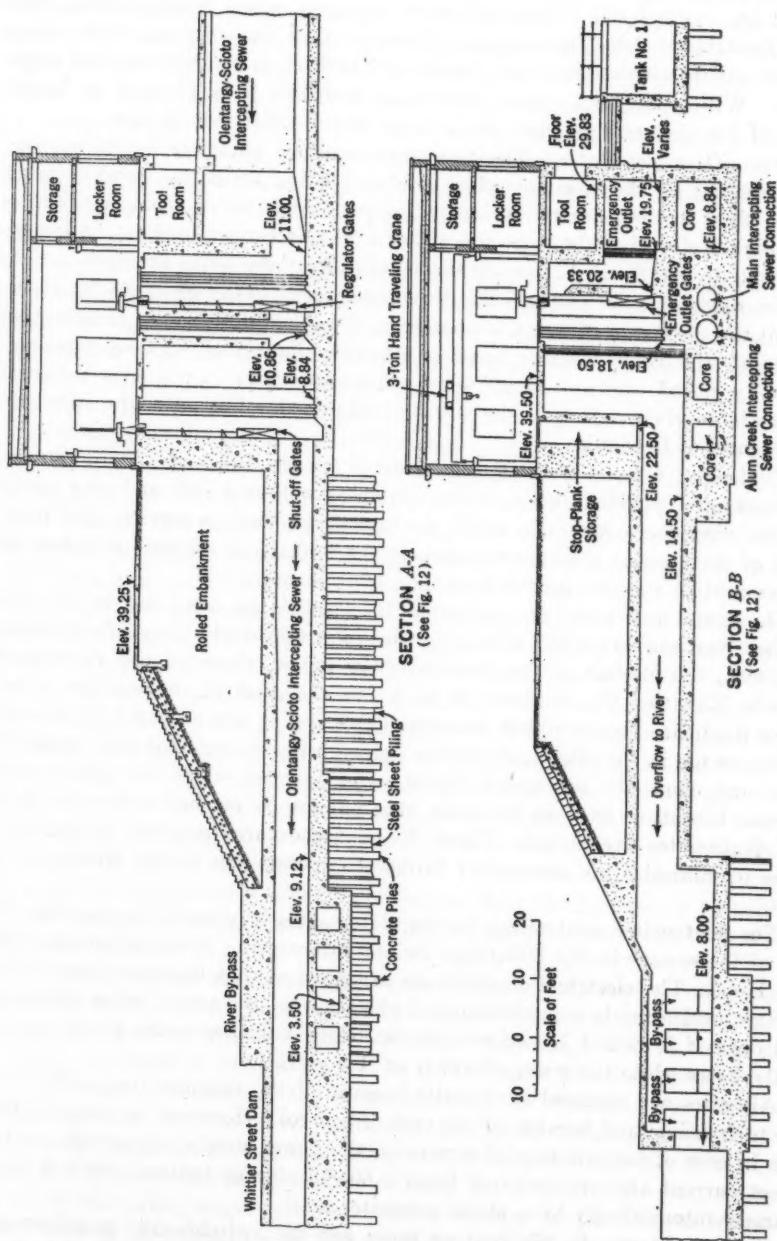 Storage
Locker
Room
Tool
Room
Olentangy-Scioto
Intercepting Sewer
Elev.
11.00
Regulator Gates
Elev.
10.86
Elev.
8.84
Shutoff Gates
Elev. 39.25
Rolled Embankment
Olentangy-Scioto Intercepting Sewer
River By-pass
Whittier Street Dam
Elev. 9.12
Elev. 3.50
Steel Sheet Piling
Concrete Piles
SECTION A-A
(See Fig. 12)
3-Ton Hand Traveling Crane
Storage
Locker
Room
Tool
Room
Floor
Elev.
29.83
Tank No. 1
Emergency
Outlet
Elev. 19.75
Elev.
Varies
Elev. 20.33
Emergency
Outlet Gates
Core
Elev. 8.84
Main Intercepting
Sewer Connection
Alum Creek Intercepting
Sewer Connection
Elev. 39.50
Elev. 18.50
Core
Core
Stop-Plank
Storage
Elev. 22.50
Elev. 14.50
Overflow to River
By-pass
By-pass
Elev. 8.00
10 0 10 20
Scale of Feet
SECTION B-B
(See Fig. 12)